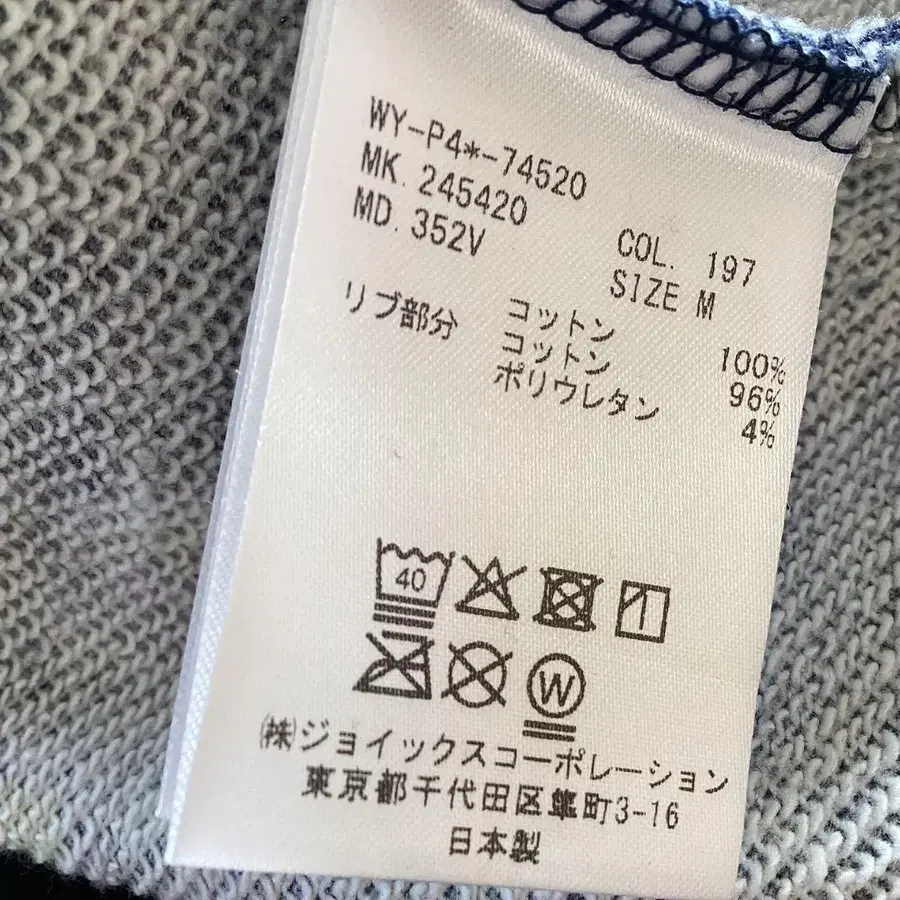 WY-P4*-74520
MK. 245420
MD. 352V
COL. 197
SIZE M
コットン 100%
リブ部分 コットン 96%
ポリウレタン 4%
40
W
㈱ジョイックスコーポレーション
東京都千代田区隼町3-16
日本製